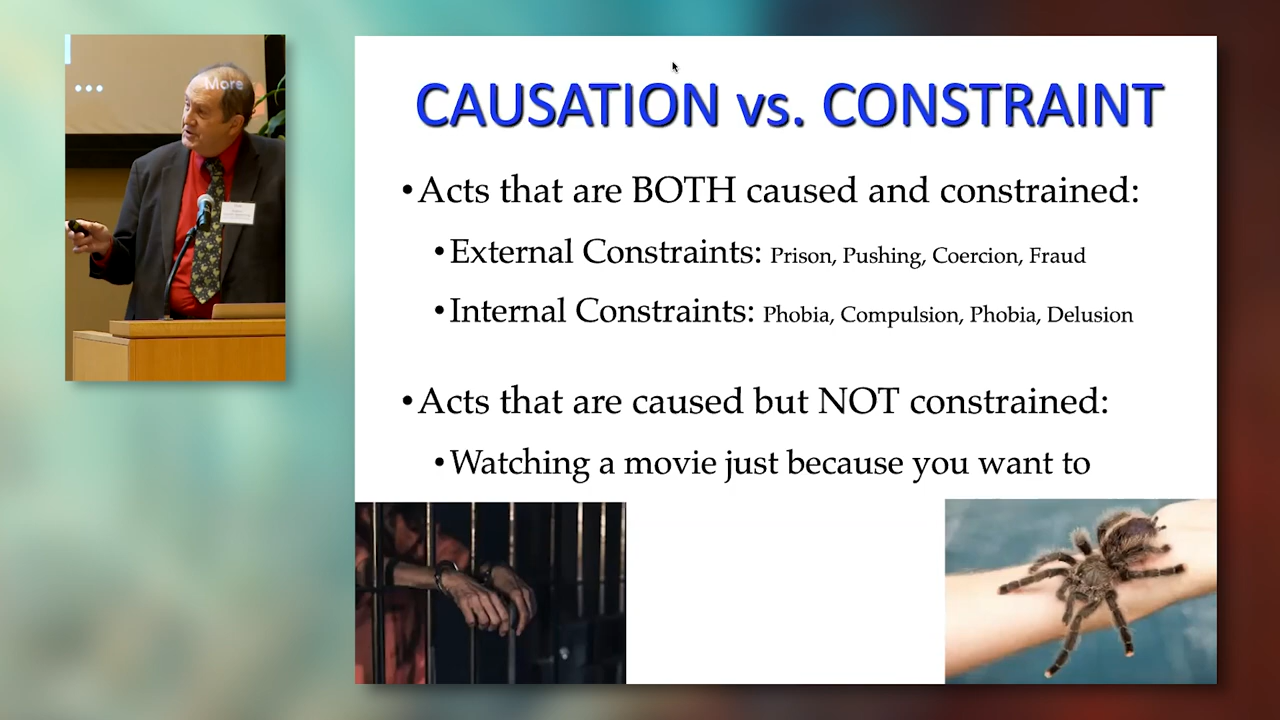 More
CAUSATION vs. CONSTRAINT
•Acts that are BOTH caused and constrained:
•External Constraints: Prison, Pushing, Coercion, Fraud
•Internal Constraints: Phobia, Compulsion, Phobia, Delusion
•Acts that are caused but NOT constrained:
•Watching a movie just because you want to